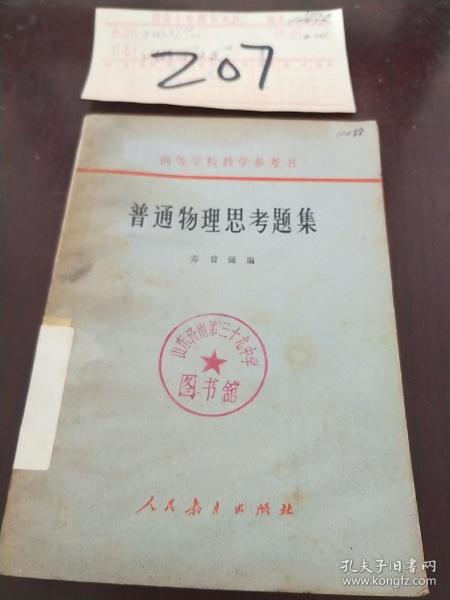 207
高等学校教学参考书
普通物理思考题集
苏曾燧编
山东济南第三十九中学
图书馆
人民教育出版社
孔夫子旧书网
www.kongfz.com